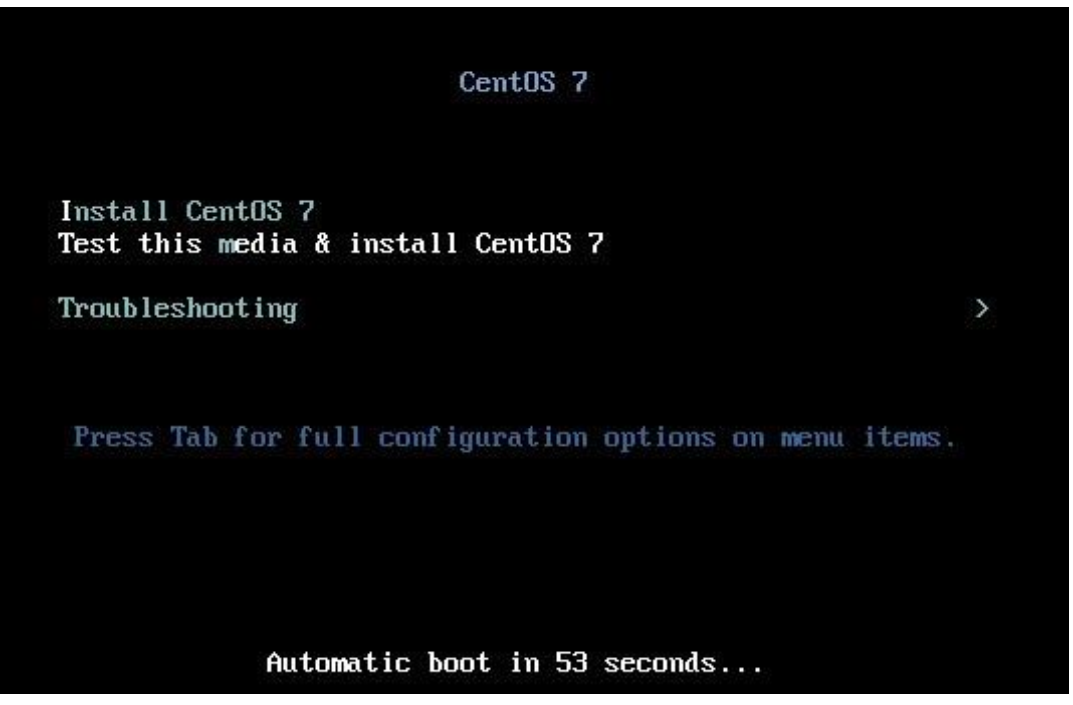 CentOS 7
Install CentOS 7
Test this media & install CentOS 7
Troubleshooting >
Press Tab for full configuration options on menu items.
Automatic boot in 53 seconds...